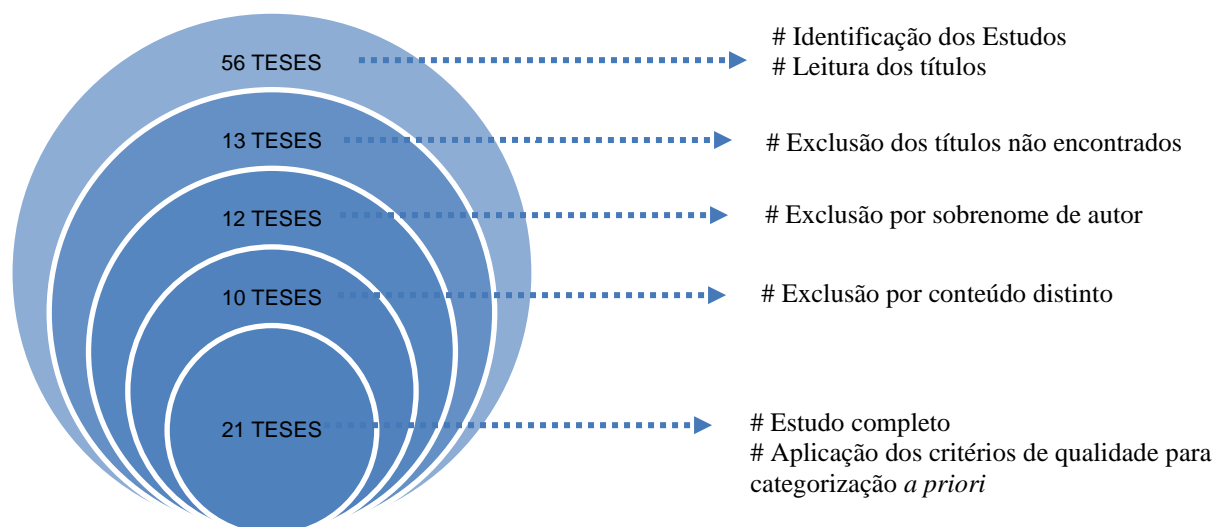 56 TESES
# Identificação dos Estudos
# Leitura dos títulos
13 TESES
# Exclusão dos títulos não encontrados
12 TESES
# Exclusão por sobrenome de autor
10 TESES
# Exclusão por conteúdo distinto
21 TESES
# Estudo completo
# Aplicação dos critérios de qualidade para
categorização a priori